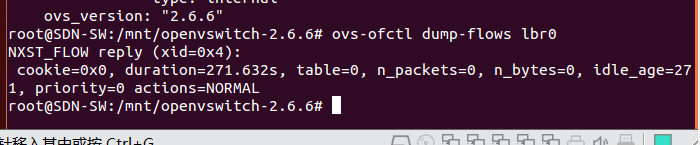 type: internal
ovs_version: "2.6.6"
root@SDN-SW:/mnt/openvswitch-2.6.6# ovs-ofctl dump-flows lbr0
NXST_FLOW reply (xid=0x4):
cookie=0x0, duration=271.632s, table=0, n_packets=0, n_bytes=0, idle_age=27
1, priority=0 actions=NORMAL
root@SDN-SW:/mnt/openvswitch-2.6.6#
针移入其中或按 Ctrl+G